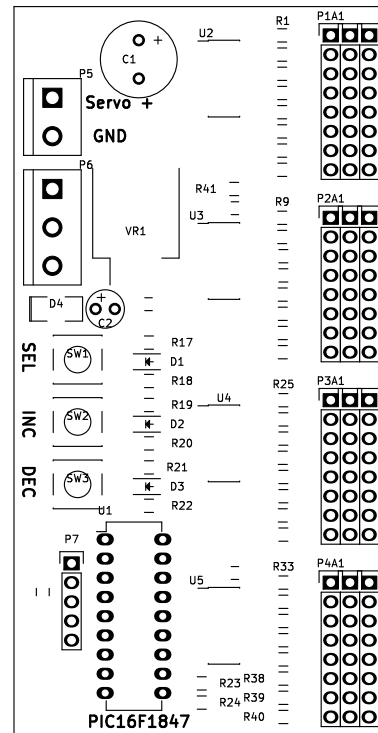 R1
P1A1
U2
+
C1
P5
Servo +
GND
P6
R41
R9
P2A1
U3
VR1
D4
+
C2
SEL
SW1
R17
D1
R18
R25
P3A1
INC
SW2
R19
U4
D2
R20
DEC
SW3
R21
D3
R22
U1
P7
R33
P4A1
U5
R23
R38
R24
R39
R40
PIC16F1847